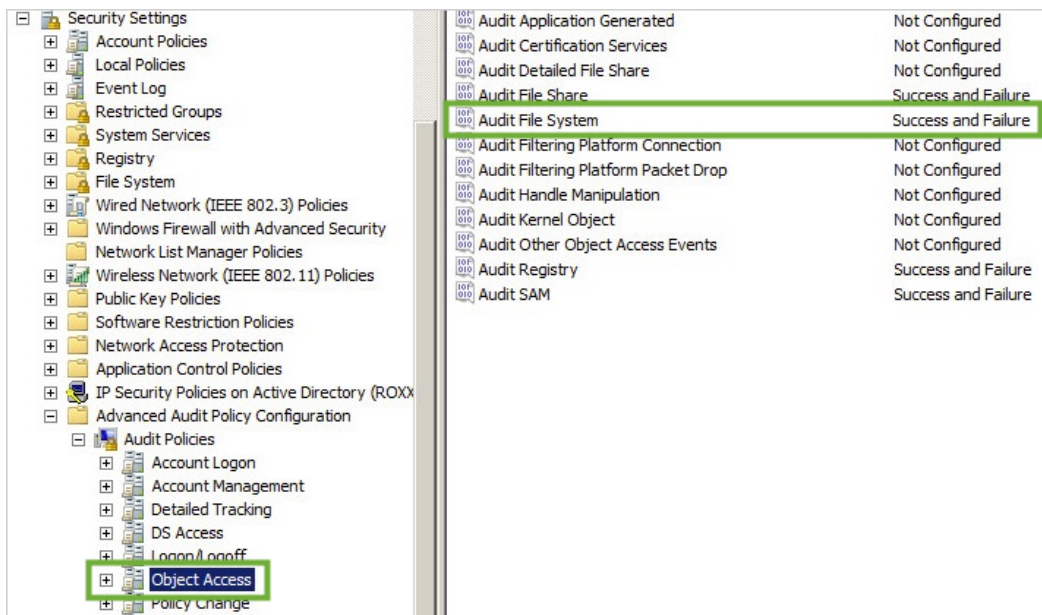 Security Settings
Account Policies
Local Policies
Event Log
Restricted Groups
System Services
Registry
File System
Wired Network (IEEE 802.3) Policies
Windows Firewall with Advanced Security
Network List Manager Policies
Wireless Network (IEEE 802.11) Policies
Public Key Policies
Software Restriction Policies
Network Access Protection
Application Control Policies
IP Security Policies on Active Directory (ROXX
Advanced Audit Policy Configuration
Audit Policies
Account Logon
Account Management
Detailed Tracking
DS Access
Logon/Logoff
Object Access
Policy Change
Audit Application Generated Not Configured
Audit Certification Services Not Configured
Audit Detailed File Share Not Configured
Audit File Share Success and Failure
Audit File System Success and Failure
Audit Filtering Platform Connection Not Configured
Audit Filtering Platform Packet Drop Not Configured
Audit Handle Manipulation Not Configured
Audit Kernel Object Not Configured
Audit Other Object Access Events Not Configured
Audit Registry Success and Failure
Audit SAM Success and Failure